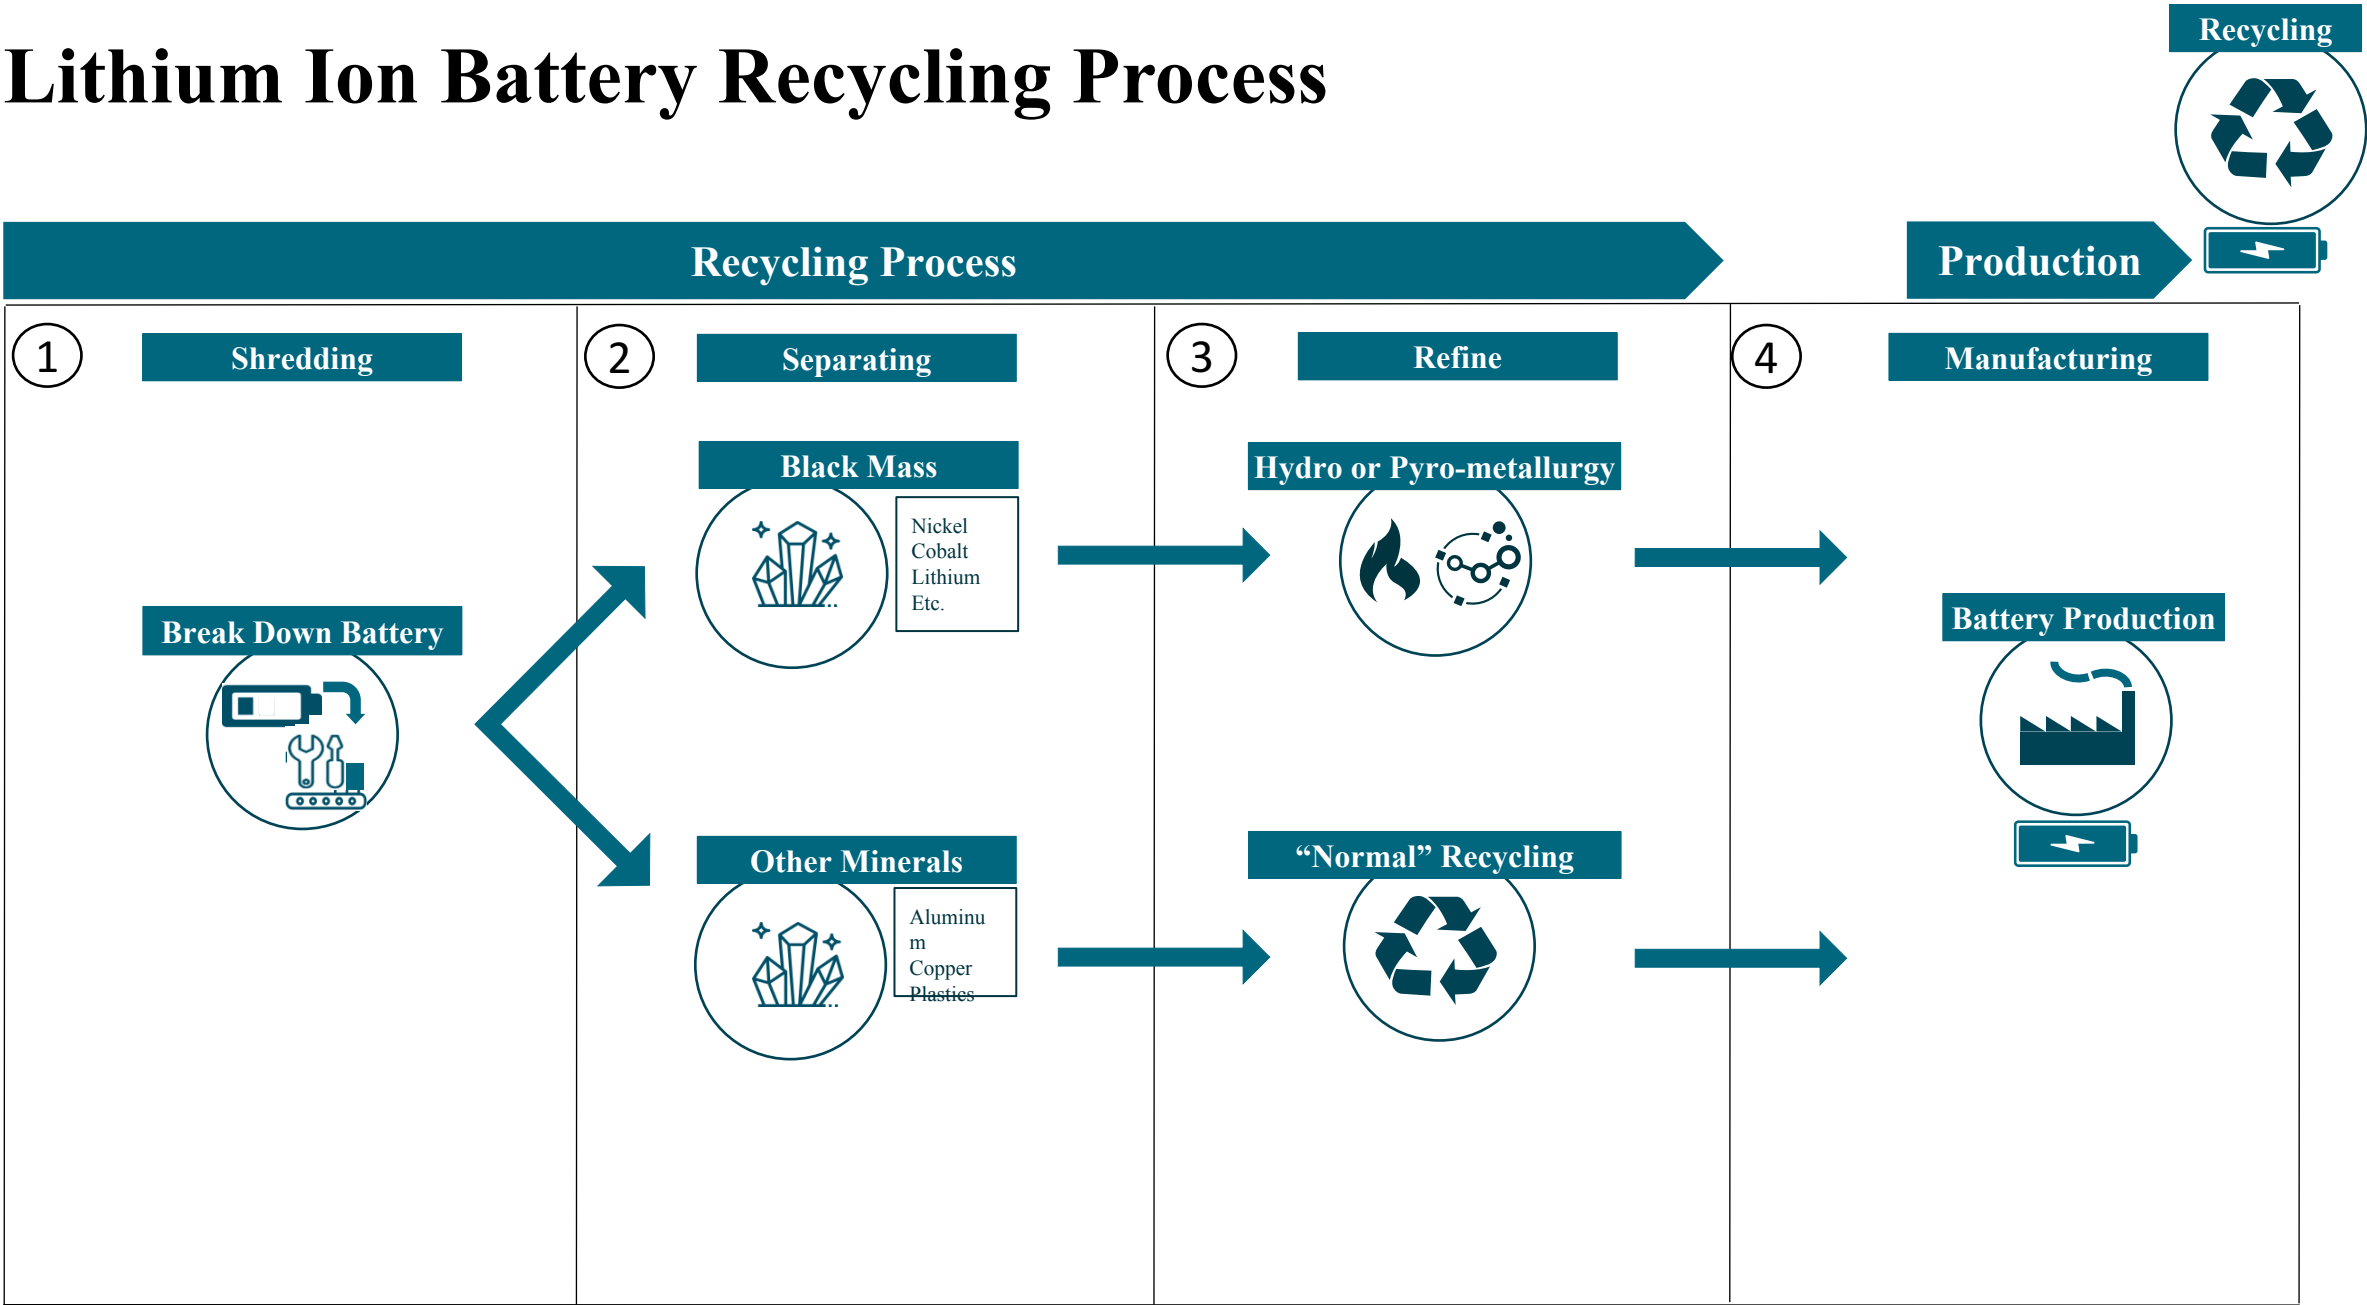 Recycling
Lithium Ion Battery Recycling Process
Recycling Process
Production
1
Shredding
2
Separating
3
Refine
4
Manufacturing
Break Down Battery
Black Mass
Nickel
Cobalt
Lithium
Etc.
Other Minerals
Aluminu
m
Copper
Plastics
Hydro or Pyro-metallurgy
“Normal” Recycling
Battery Production